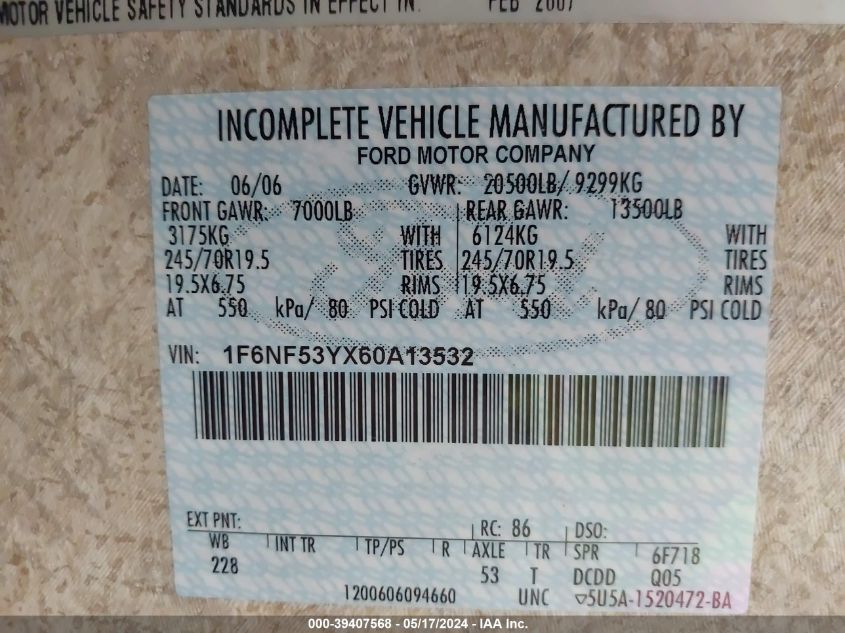 MOTOR VEHICLE SAFETY STANDARDS IN EFFECT IN: FEB 2007
INCOMPLETE VEHICLE MANUFACTURED BY
FORD MOTOR COMPANY
DATE: 06/06 GVWR: 20500LB/ 9299KG
FRONT GAWR: 7000LB REAR GAWR: 13500LB
3175KG WITH 6124KG WITH
245/70R19.5 TIRES 245/70R19.5 TIRES
19.5X6.75 RIMS 19.5X6.75 RIMS
AT 550 kPa/ 80 PSI COLD AT 550 kPa/ 80 PSI COLD
VIN: 1F6NF53YX60A13532
EXT PNT: RC: 86 DSO:
WB INT TR TP/PS R AXLE TR SPR 6F718
228 53 T DCDD Q05
1200606094660 UNC ▽5U5A-1520472-BA
000-39407568 - 05/17/2024 - IAA Inc.